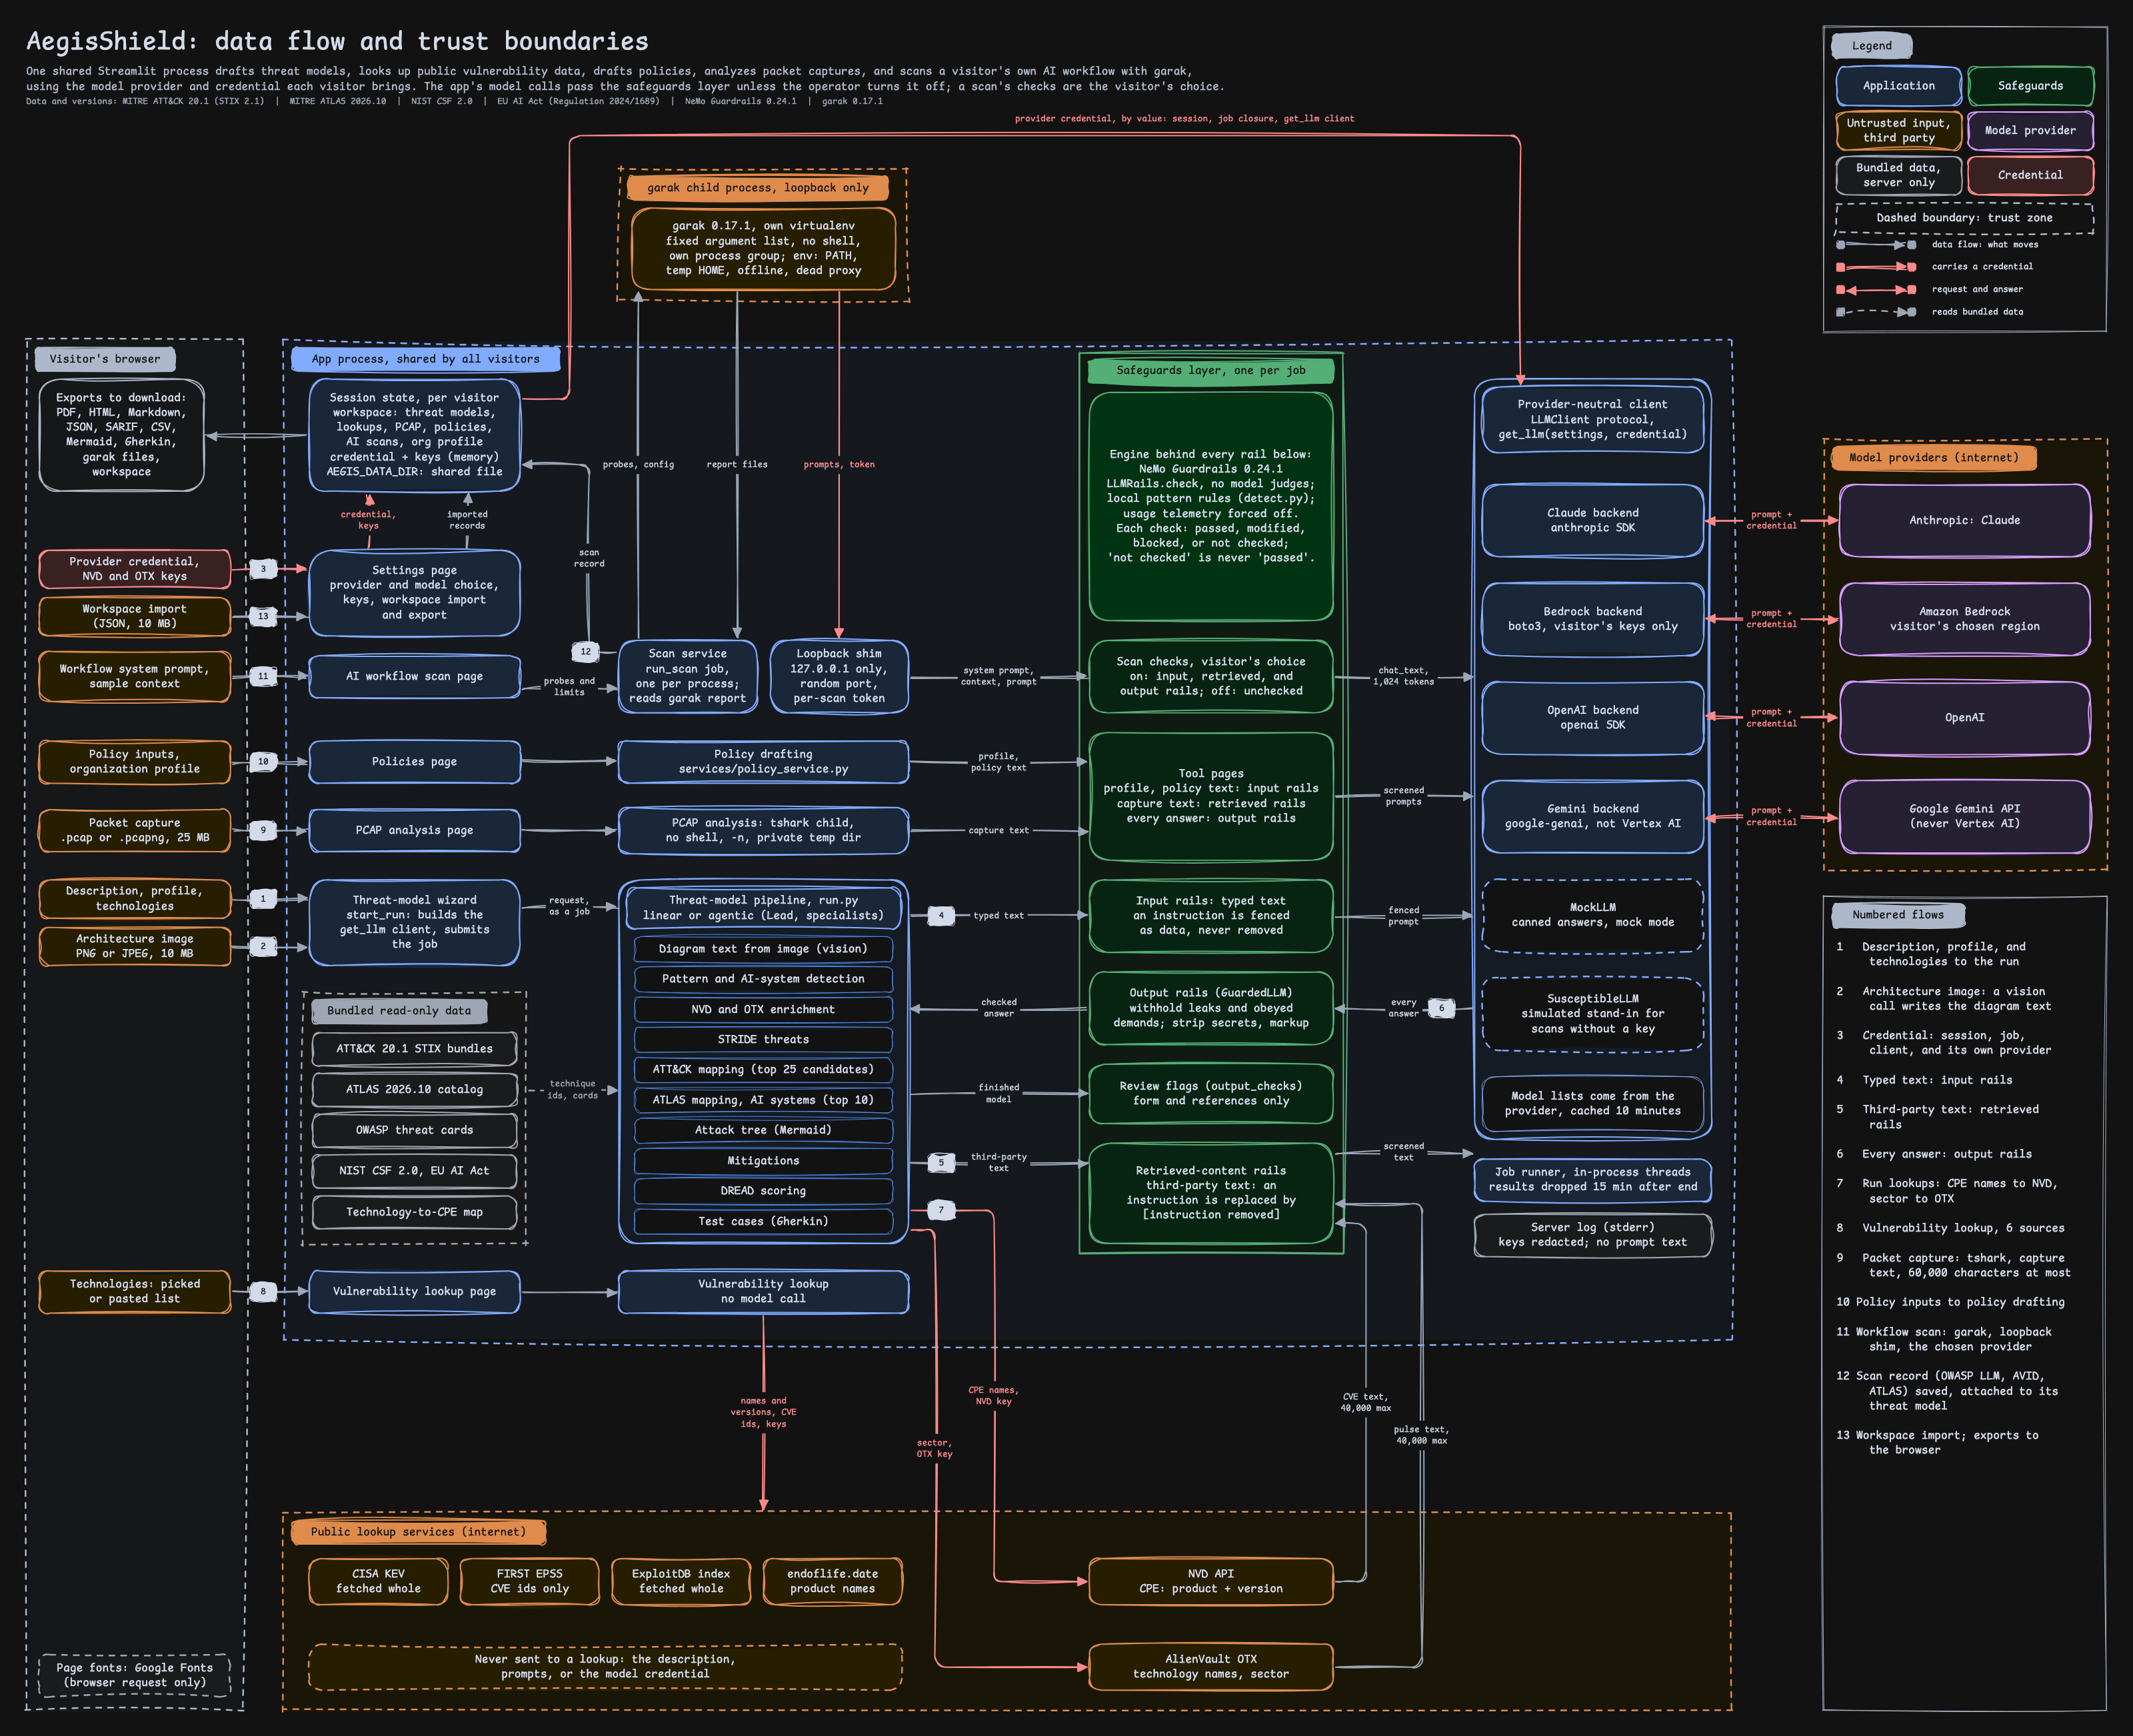 AegisShield: data flow and trust boundaries
One shared Streamlit process drafts threat models, looks up public vulnerability data, drafts policies, analyzes packet captures, and scans a visitor's own AI workflow with garak,
using the model provider and credential each visitor brings. The app's model calls pass the safeguards layer unless the operator turns it off; a scan's checks are the visitor's choice.
Data and versions: MITRE ATT&CK 20.1 (STIX 2.1) | MITRE ATLAS 2026.10 | NIST CSF 2.0 | EU AI Act (Regulation 2024/1689) | NeMo Guardrails 0.24.1 | garak 0.17.1
Legend
Application
Safeguards
Untrusted input,
third party
Model provider
Bundled data,
server only
Credential
Dashed boundary: trust zone
data flow: what moves
carries a credential
request and answer
reads bundled data
provider credential, by value: session, job closure, get_llm client
garak child process, loopback only
garak 0.17.1, own virtualenv
fixed argument list, no shell,
own process group; env: PATH,
temp HOME, offline, dead proxy
probes, config
report files
prompts, token
Visitor's browser
Exports to download:
PDF, HTML, Markdown,
JSON, SARIF, CSV,
Mermaid, Gherkin,
garak files,
workspace
Provider credential,
NVD and OTX keys
3
Workspace import
(JSON, 10 MB)
13
Workflow system prompt,
sample context
11
Policy inputs,
organization profile
10
Packet capture
.pcap or .pcapng, 25 MB
9
Description, profile,
technologies
1
Architecture image
PNG or JPEG, 10 MB
2
Technologies: picked
or pasted list
8
Page fonts: Google Fonts
(browser request only)
App process, shared by all visitors
Session state, per visitor
workspace: threat models,
lookups, PCAP, policies,
AI scans, org profile
credential + keys (memory)
AEGIS_DATA_DIR: shared file
credential,
keys
imported
records
Settings page
provider and model choice,
keys, workspace import
and export
scan
record
12
AI workflow scan page
probes and
limits
Scan service
run_scan job,
one per process;
reads garak report
Loopback shim
127.0.0.1 only,
random port,
per-scan token
system prompt,
context, prompt
Policies page
Policy drafting
services/policy_service.py
profile,
policy text
PCAP analysis page
PCAP analysis: tshark child,
no shell, -n, private temp dir
capture text
Threat-model wizard
start_run: builds the
get_llm client, submits
the job
request,
as a job
Threat-model pipeline, run.py
linear or agentic (Lead, specialists)
Diagram text from image (vision)
Pattern and AI-system detection
NVD and OTX enrichment
STRIDE threats
ATT&CK mapping (top 25 candidates)
ATLAS mapping, AI systems (top 10)
Attack tree (Mermaid)
Mitigations
DREAD scoring
Test cases (Gherkin)
4
typed text
checked
answer
finished
model
5
third-party
text
7
Bundled read-only data
ATT&CK 20.1 STIX bundles
ATLAS 2026.10 catalog
OWASP threat cards
NIST CSF 2.0, EU AI Act
Technology-to-CPE map
technique
ids, cards
Vulnerability lookup page
Vulnerability lookup
no model call
Safeguards layer, one per job
Engine behind every rail below:
NeMo Guardrails 0.24.1
LLMRails.check, no model judges;
local pattern rules (detect.py);
usage telemetry forced off.
Each check: passed, modified,
blocked, or not checked;
'not checked' is never 'passed'.
Scan checks, visitor's choice
on: input, retrieved, and
output rails; off: unchecked
Tool pages
profile, policy text: input rails
capture text: retrieved rails
every answer: output rails
Input rails: typed text
an instruction is fenced
as data, never removed
Output rails (GuardedLLM)
withhold leaks and obeyed
demands; strip secrets, markup
Review flags (output_checks)
form and references only
Retrieved-content rails
third-party text: an
instruction is replaced by
[instruction removed]
chat_text,
1,024 tokens
screened
prompts
fenced
prompt
every
answer
6
screened
text
Provider-neutral client
LLMClient protocol,
get_llm(settings, credential)
Claude backend
anthropic SDK
Bedrock backend
boto3, visitor's keys only
OpenAI backend
openai SDK
Gemini backend
google-genai, not Vertex AI
MockLLM
canned answers, mock mode
SusceptibleLLM
simulated stand-in for
scans without a key
Model lists come from the
provider, cached 10 minutes
Job runner, in-process threads
results dropped 15 min after end
Server log (stderr)
keys redacted; no prompt text
prompt +
credential
prompt +
credential
prompt +
credential
prompt +
credential
Model providers (internet)
Anthropic: Claude
Amazon Bedrock
visitor's chosen region
OpenAI
Google Gemini API
(never Vertex AI)
Numbered flows
1 Description, profile, and
technologies to the run
2 Architecture image: a vision
call writes the diagram text
3 Credential: session, job,
client, and its own provider
4 Typed text: input rails
5 Third-party text: retrieved
rails
6 Every answer: output rails
7 Run lookups: CPE names to NVD,
sector to OTX
8 Vulnerability lookup, 6 sources
9 Packet capture: tshark, capture
text, 60,000 characters at most
10 Policy inputs to policy drafting
11 Workflow scan: garak, loopback
shim, the chosen provider
12 Scan record (OWASP LLM, AVID,
ATLAS) saved, attached to its
threat model
13 Workspace import; exports to
the browser
names and
versions, CVE
ids, keys
sector,
OTX key
CPE names,
NVD key
CVE text,
40,000 max
pulse text,
40,000 max
Public lookup services (internet)
CISA KEV
fetched whole
FIRST EPSS
CVE ids only
ExploitDB index
fetched whole
endoflife.date
product names
NVD API
CPE: product + version
Never sent to a lookup: the description,
prompts, or the model credential
AlienVault OTX
technology names, sector